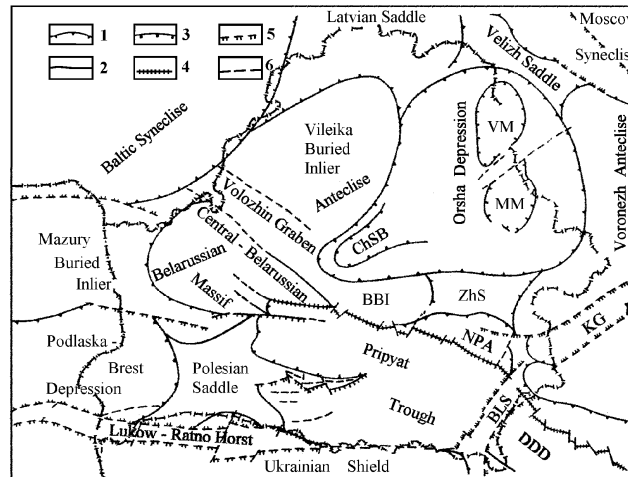 Latvian Saddle
Moscow
Syneclise
Velizh Saddle
1 3 5
2 4 6
Baltic Syneclise
Vileika
Buried
Inlier
Anteclise
Orsha Depression
VM
MM
Voronezh Anteclise
Volozhin Graben
Central - Belarussian
Belarussian
Massif
ChSB
Mazury
Buried
Inlier
BBI
ZhS
NPA
KG
Podlaska
Brest
Depression
Polesian
Saddle
Pripyat
Trough
BLS
DDD
Lukow - Ratno Horst
Ukrainian Shield